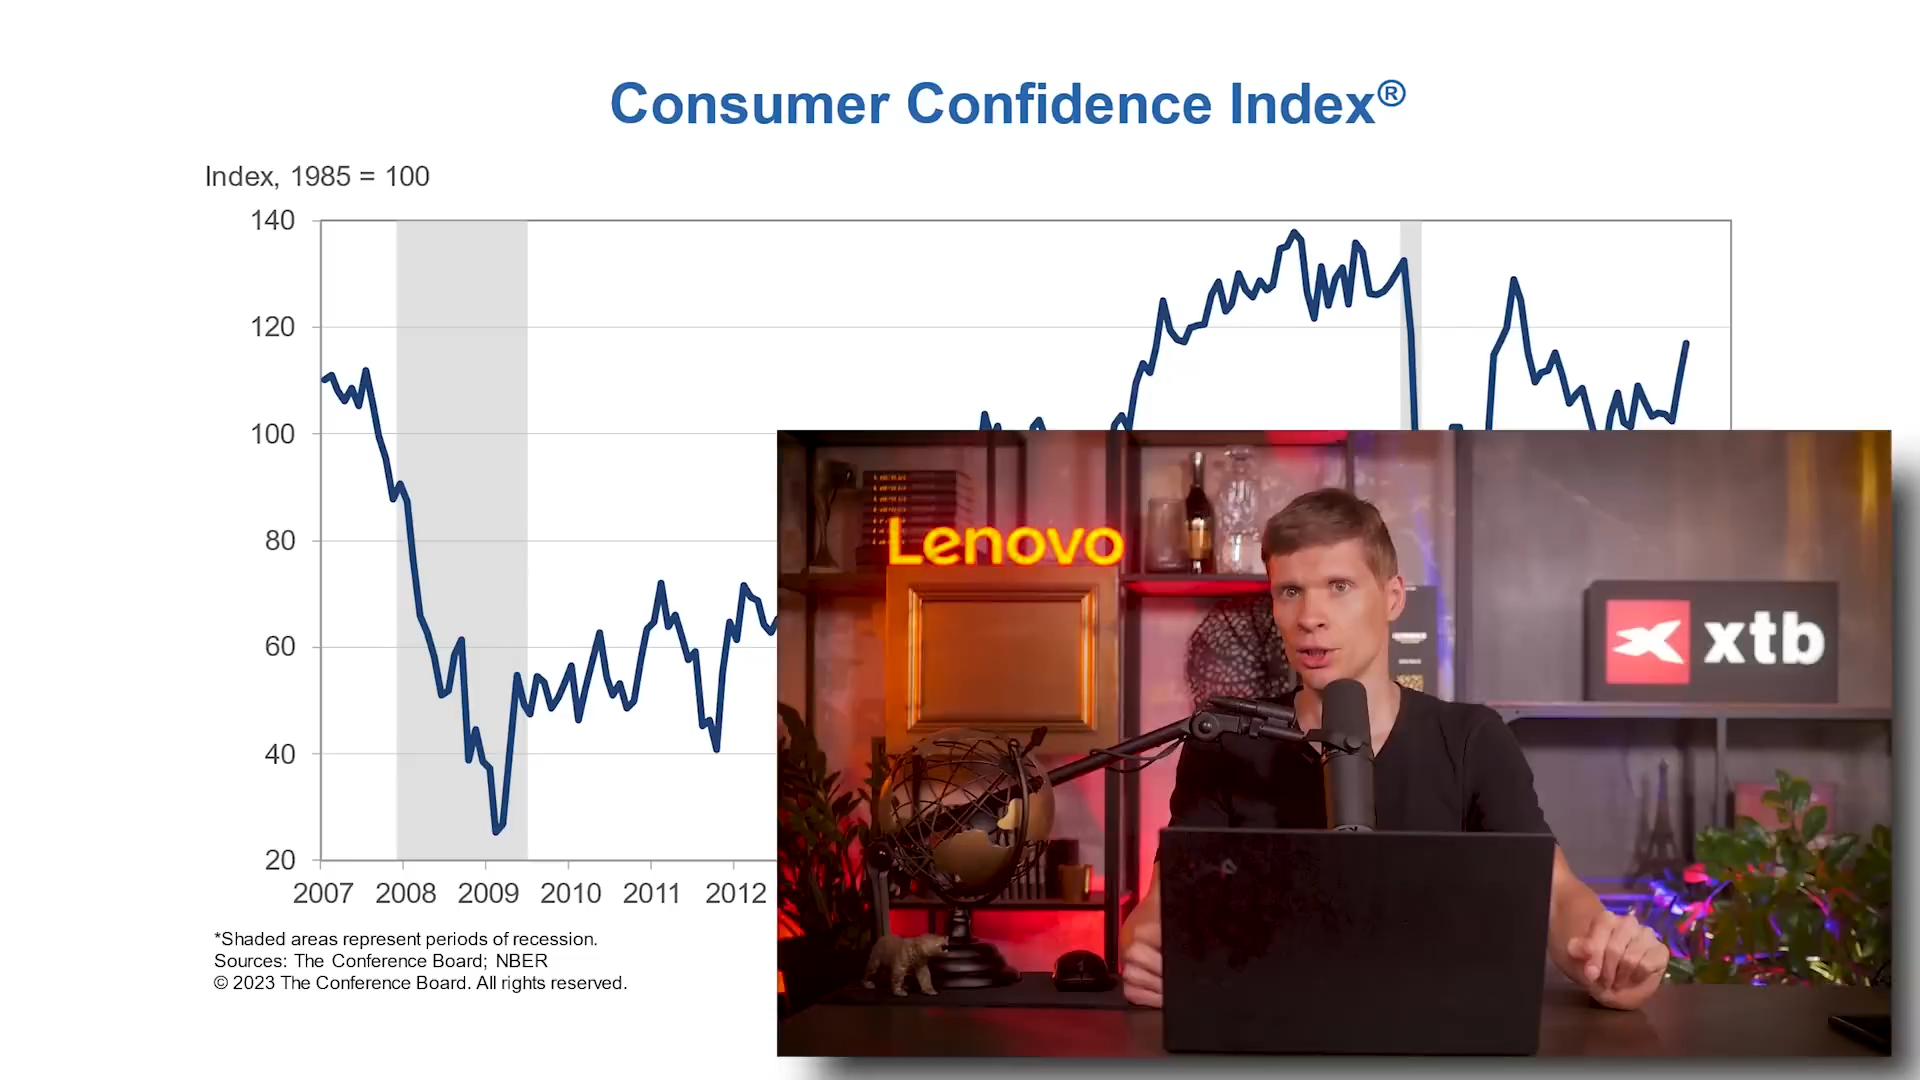 Consumer Confidence Index®
Index, 1985 = 100
140
120
100
80
60
40
20
2007 2008 2009 2010 2011 2012
*Shaded areas represent periods of recession.
Sources: The Conference Board; NBER
© 2023 The Conference Board. All rights reserved.
Lenovo
xtb